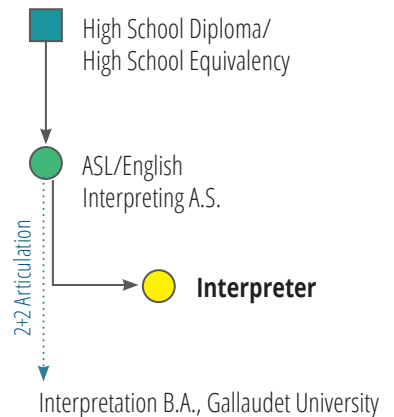 High School Diploma/
High School Equivalency
ASL/English
Interpreting A.S.
2+2 Articulation
Interpreter
Interpretation B.A., Gallaudet University